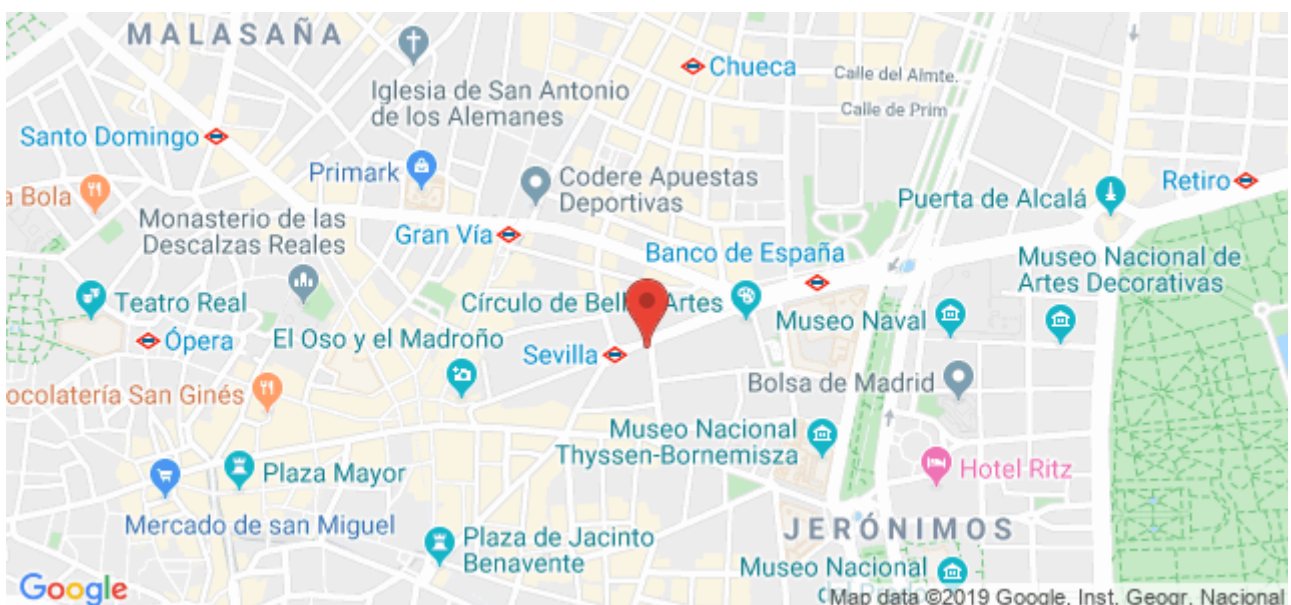 MALASAÑA
Iglesia de San Antonio
de los Alemanes
Chueca
Calle del Almte.
Calle de Prim
Santo Domingo
Primark
Codere Apuestas
Deportivas
Puerta de Alcalá
Retiro
a Bola
Monasterio de las
Descalzas Reales
Gran Vía
Banco de España
Museo Nacional de
Artes Decorativas
Teatro Real
Círculo de Bell Artes
Museo Naval
Ópera
El Oso y el Madroño
Sevilla
Bolsa de Madrid
ocolatería San Ginés
Museo Nacional
Thyssen-Bornemisza
Plaza Mayor
Hotel Ritz
Mercado de san Miguel
Plaza de Jacinto
Benavente
JERÓNIMOS
Museo Nacional
Google
Map data ©2019 Google, Inst. Geogr. Nacional